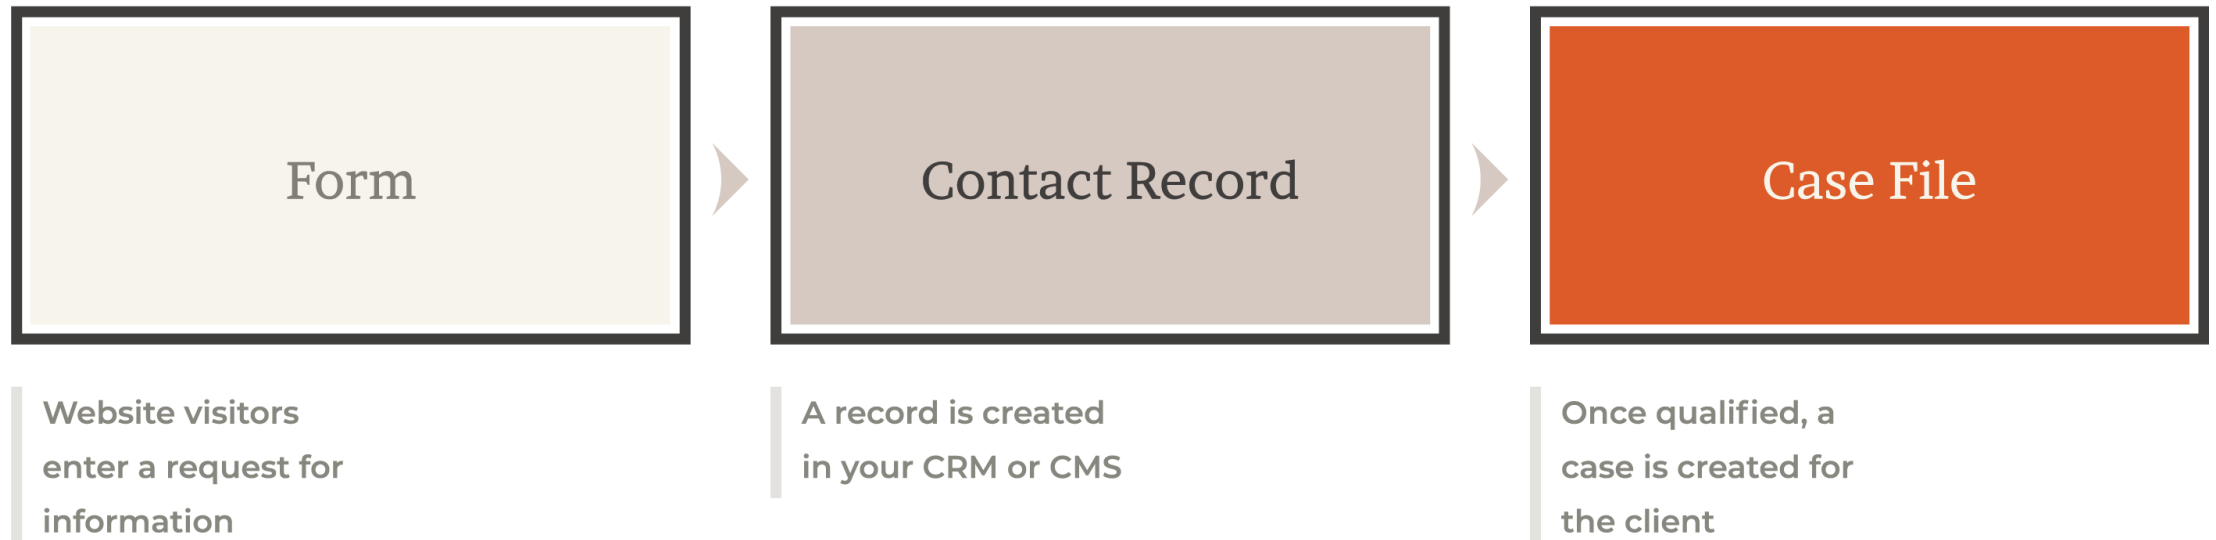 Form
Contact Record
Case File
Website visitors
enter a request for
information
A record is created
in your CRM or CMS
Once qualified, a
case is created for
the client